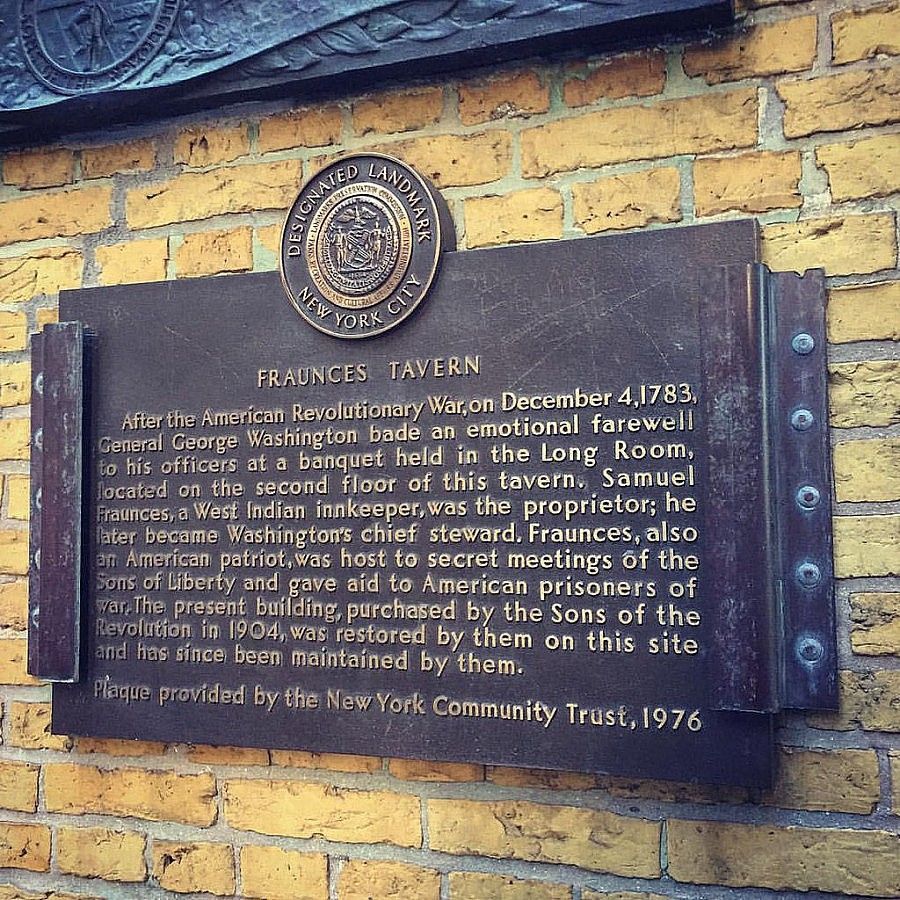 DESIGNATED LANDMARK
NEW YORK CITY
FRAUNCES TAVERN
After the American Revolutionary War, on December 4, 1783,
General George Washington bade an emotional farewell
to his officers at a banquet held in the Long Room,
located on the second floor of this tavern. Samuel
Fraunces, a West Indian innkeeper, was the proprietor; he
later became Washington's chief steward. Fraunces, also
an American patriot, was host to secret meetings of the
Sons of Liberty and gave aid to American prisoners of
war. The present building, purchased by the Sons of the
Revolution in 1904, was restored by them on this site
and has since been maintained by them.
Plaque provided by the New York Community Trust, 1976